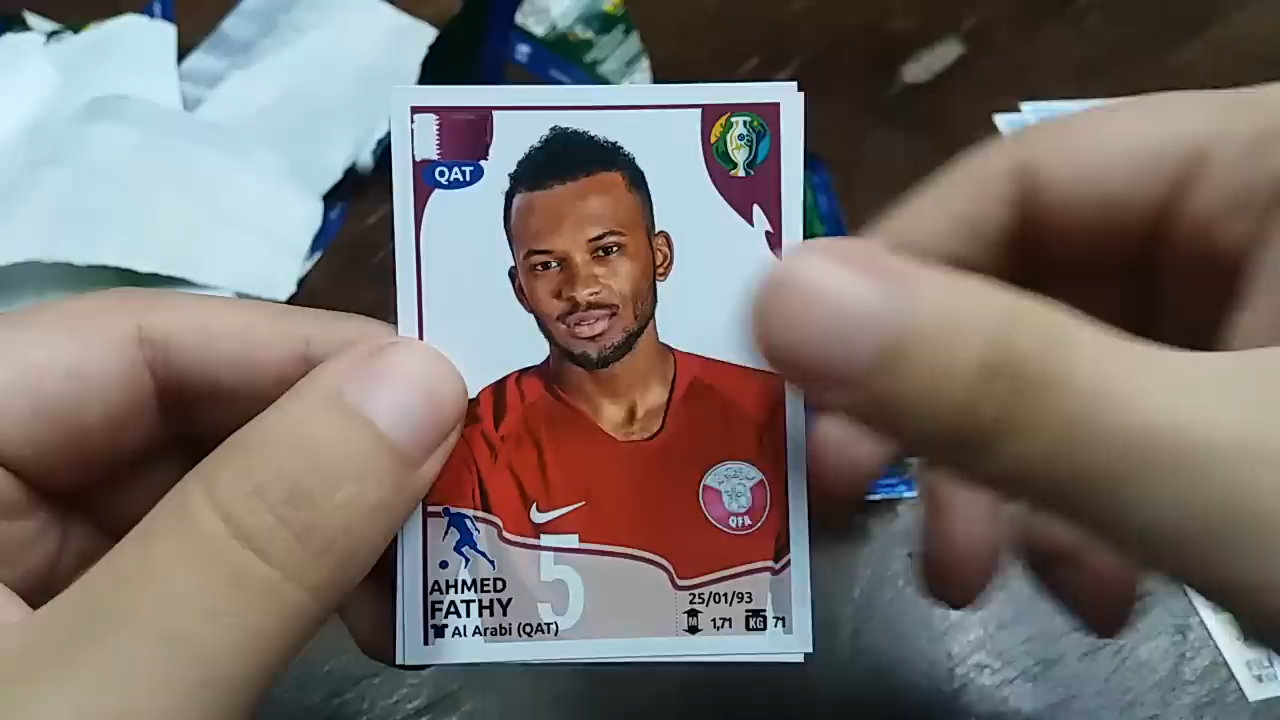 QAT
QFA
5
AHMED
FATHY
Al Arabi (QAT)
25/01/93
M 1,71 KG 71